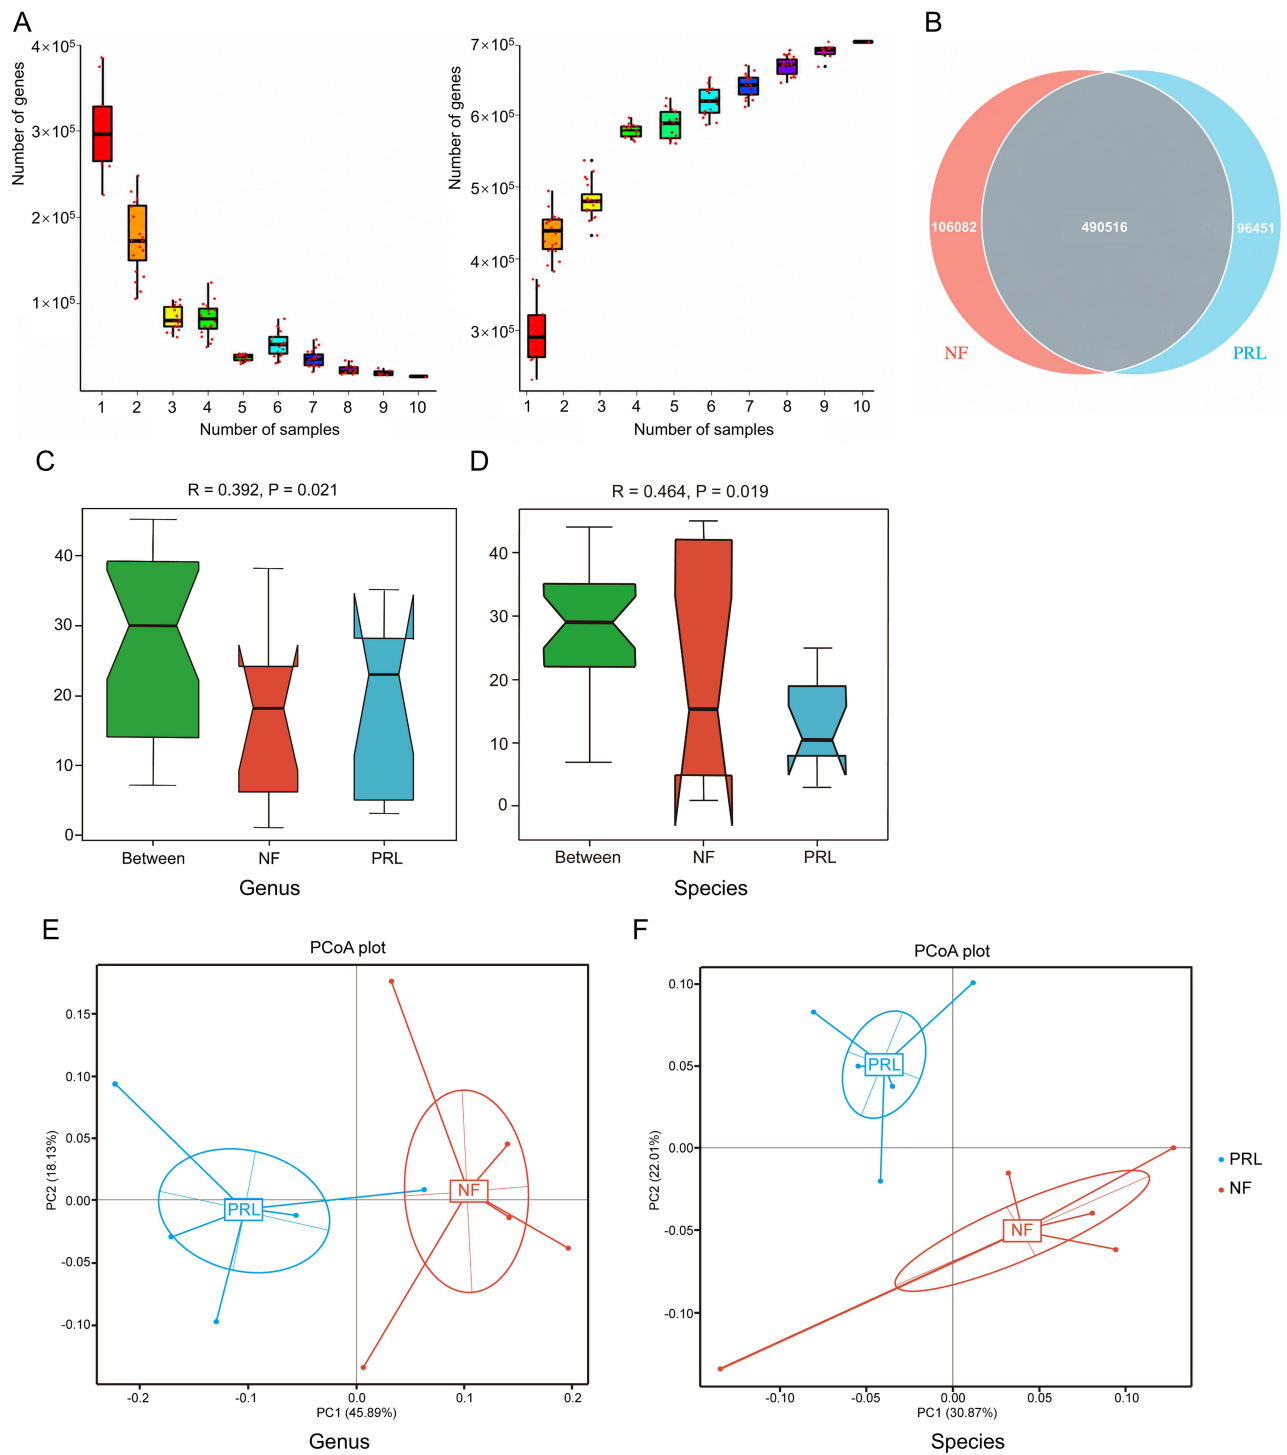 A
4×10⁵
3×10⁵
2×10⁵
1×10⁵
Number of genes
1 2 3 4 5 6 7 8 9 10
Number of samples
7×10⁵
6×10⁵
5×10⁵
4×10⁵
3×10⁵
Number of genes
1 2 3 4 5 6 7 8 9 10
Number of samples
B
106082
490516
96451
NF
PRL
C
R = 0.392, P = 0.021
40
30
20
10
0
Between NF PRL
Genus
D
R = 0.464, P = 0.019
40
30
20
10
0
Between NF PRL
Species
E
PCoA plot
0.15
0.10
0.05
0.00
-0.05
-0.10
PC2 (18.13%)
PRL
NF
-0.2 -0.1 0.0 0.1 0.2
PC1 (45.89%)
Genus
F
PCoA plot
0.10
0.05
0.00
-0.05
-0.10
PC2 (22.01%)
PRL
NF
-0.10 -0.05 0.00 0.05 0.10
PC1 (30.87%)
Species
PRL
NF